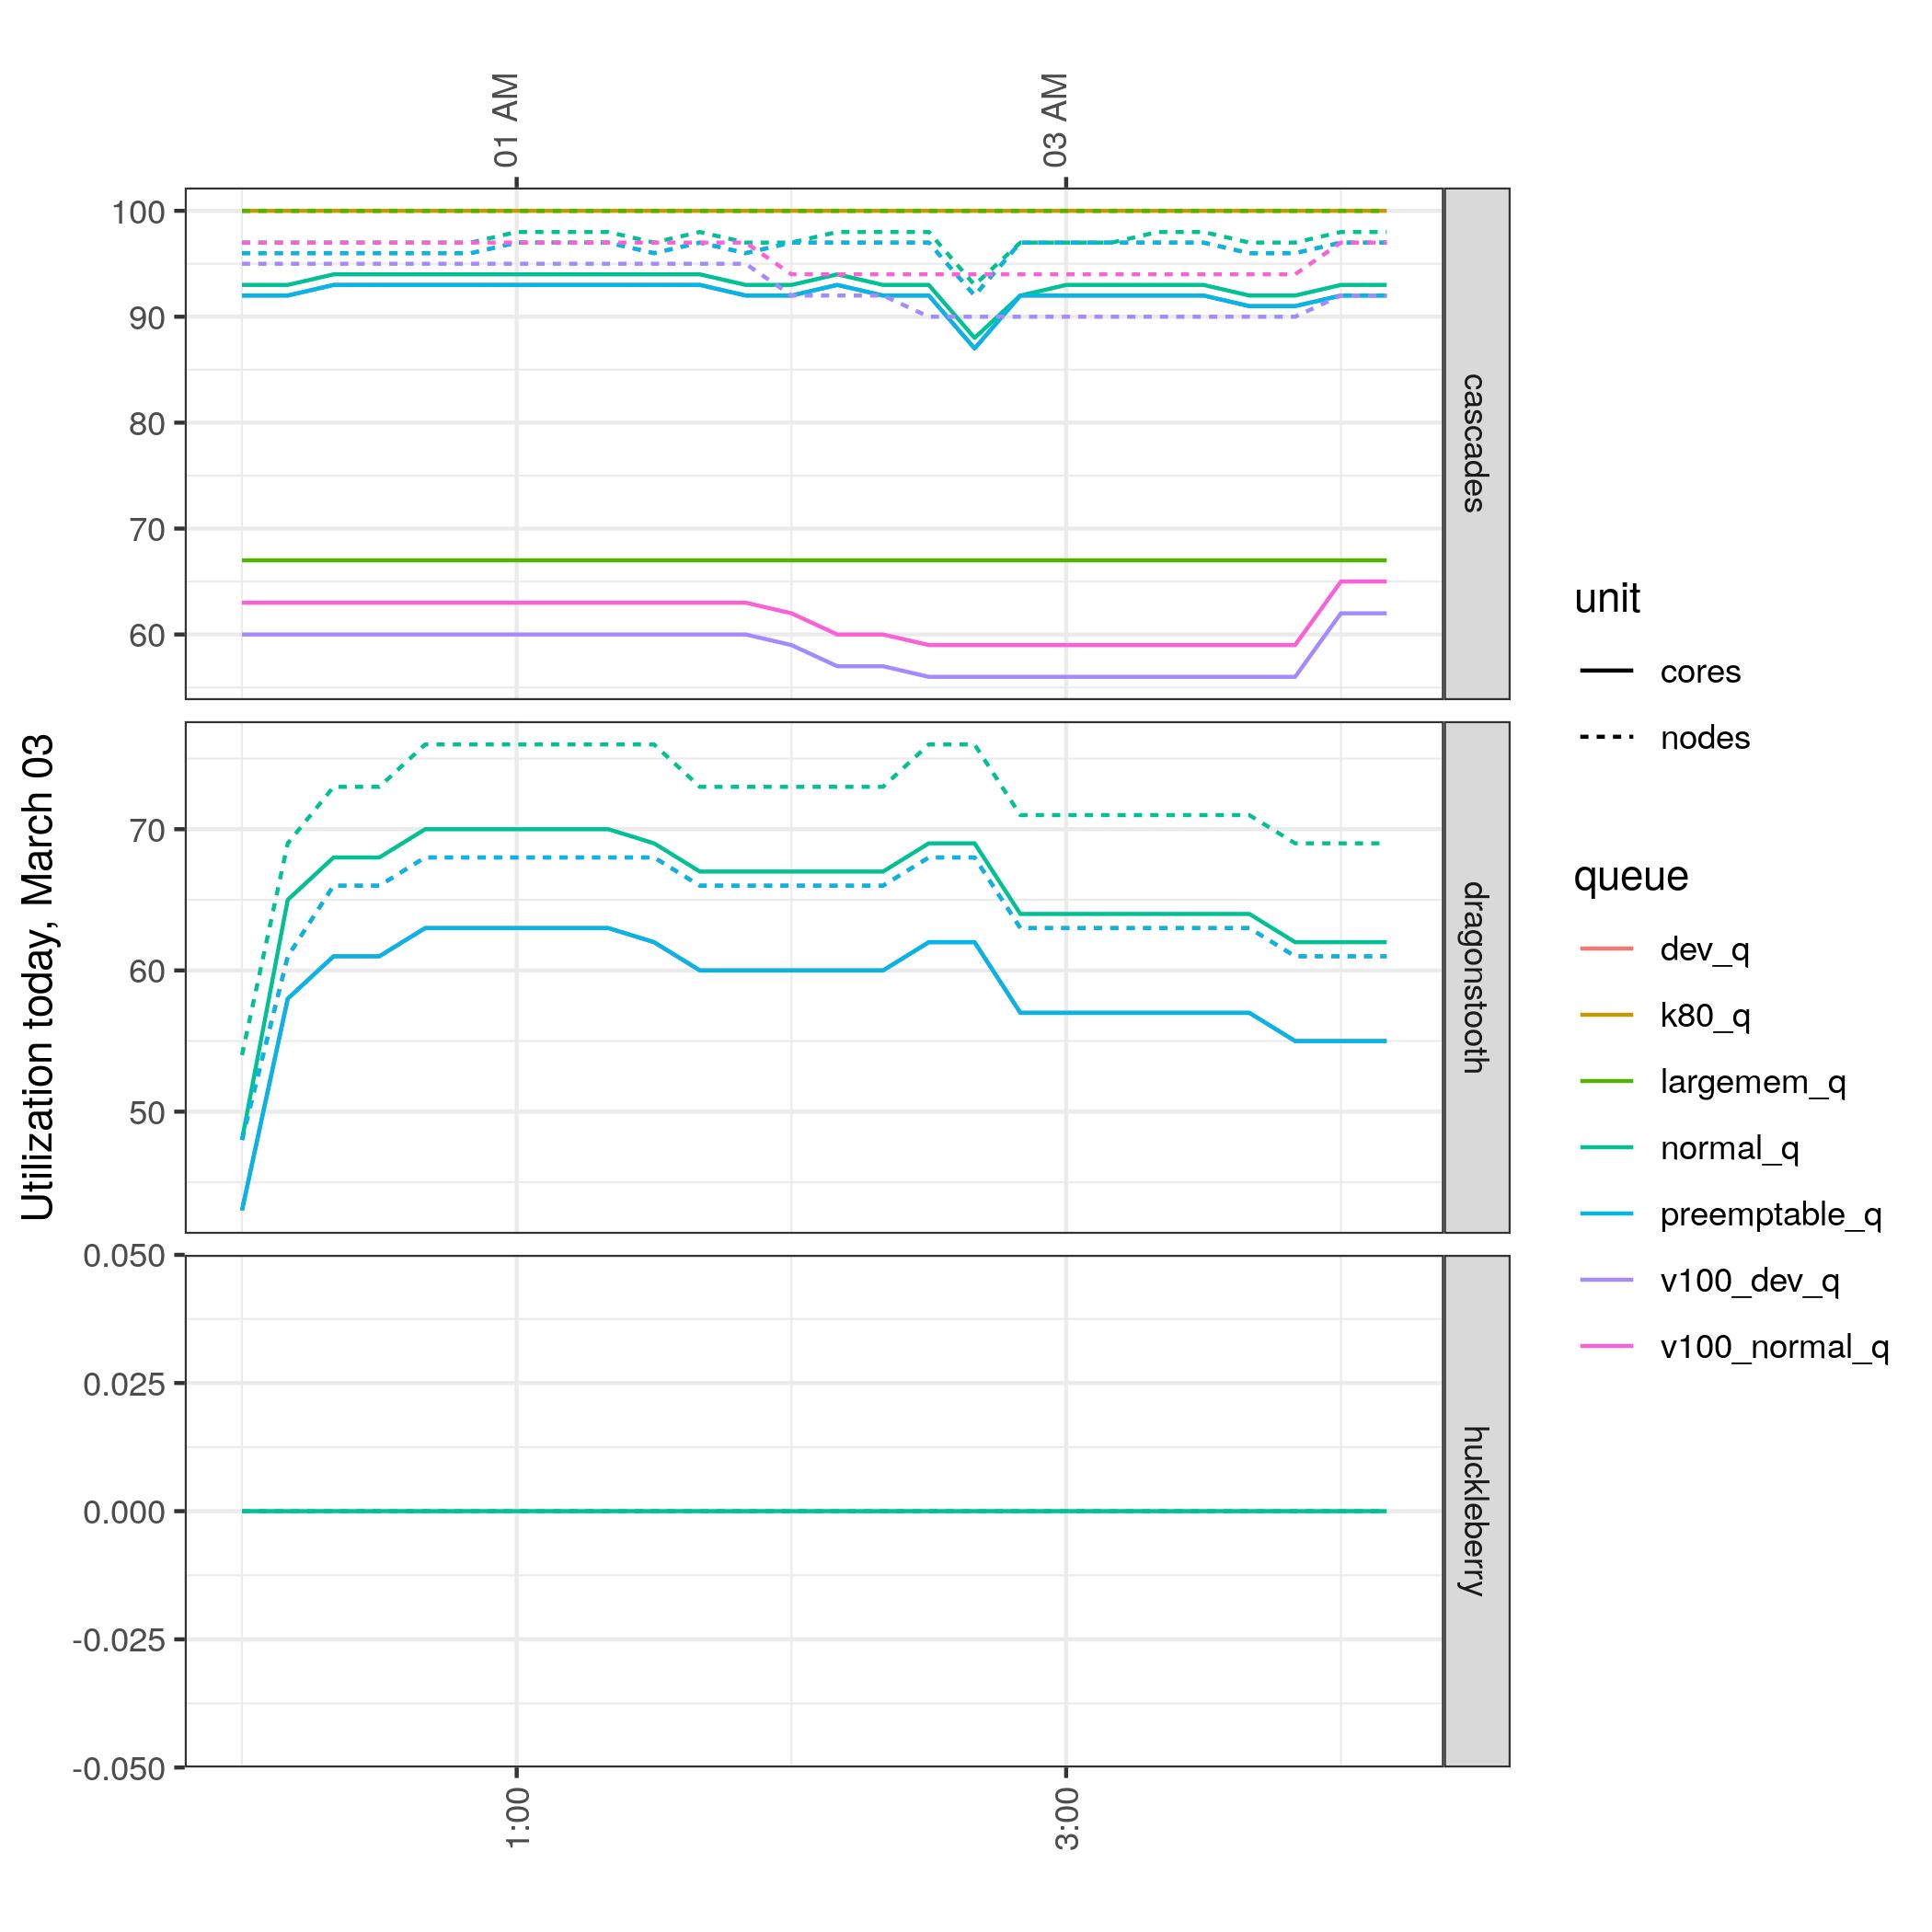 01 AM
03 AM
100
90
80
70
60
cascades
Utilization today, March 03
70
60
50
dragonstooth
0.050
0.025
0.000
-0.025
-0.050
huckleberry
1:00
3:00
unit
cores
nodes
queue
dev_q
k80_q
largemem_q
normal_q
preemptable_q
v100_dev_q
v100_normal_q